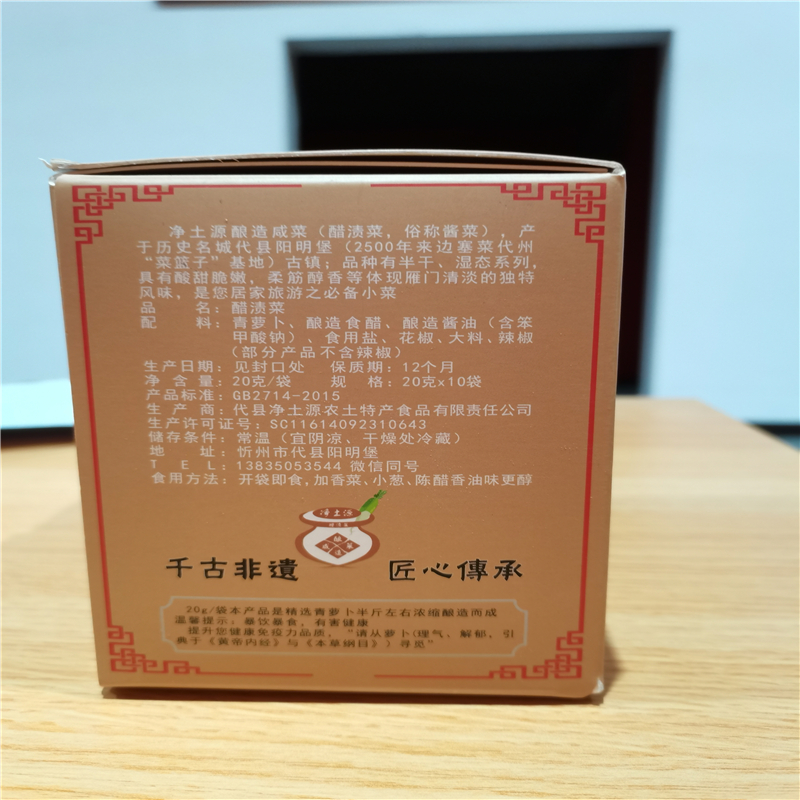 净土源酿造咸菜（醋渍菜，俗称酱菜），产
于历史名城代县阳明堡（2500年来边塞菜代州
“菜篮子”基地）古镇；品种有半干、湿态系列，
具有酸甜脆嫩，柔筋醇香等体现雁门清淡的独特
风味，是您居家旅游之必备小菜
品 名：醋渍菜
配 料：青萝卜、酿造食醋、酿造酱油（含苯
甲酸钠）、食用盐、花椒、大料、辣椒
（部分产品不含辣椒）
生产日期：见封口处 保质期：12个月
净 含 量：20克/袋 规 格：20克x10袋
产品标准：GB2714-2015
生 产 商：代县净土源农土特产食品有限责任公司
生产许可证号：SC11614092310643
储存条件：常温（宜阴凉、干燥处冷藏）
地 址：忻州市代县阳明堡
T E L：13835053544 微信同号
食用方法：开袋即食,加香菜、小葱、陈醋香油味更醇
净土源
千古非遺 匠心傳承
20g/袋本产品是精选青萝卜半斤左右浓缩酿造而成
温馨提示：暴饮暴食，有害健康
提升您健康免疫力品质，“请从萝卜(理气、解郁、引
典于《黄帝内经》与《本草纲目》）寻见”